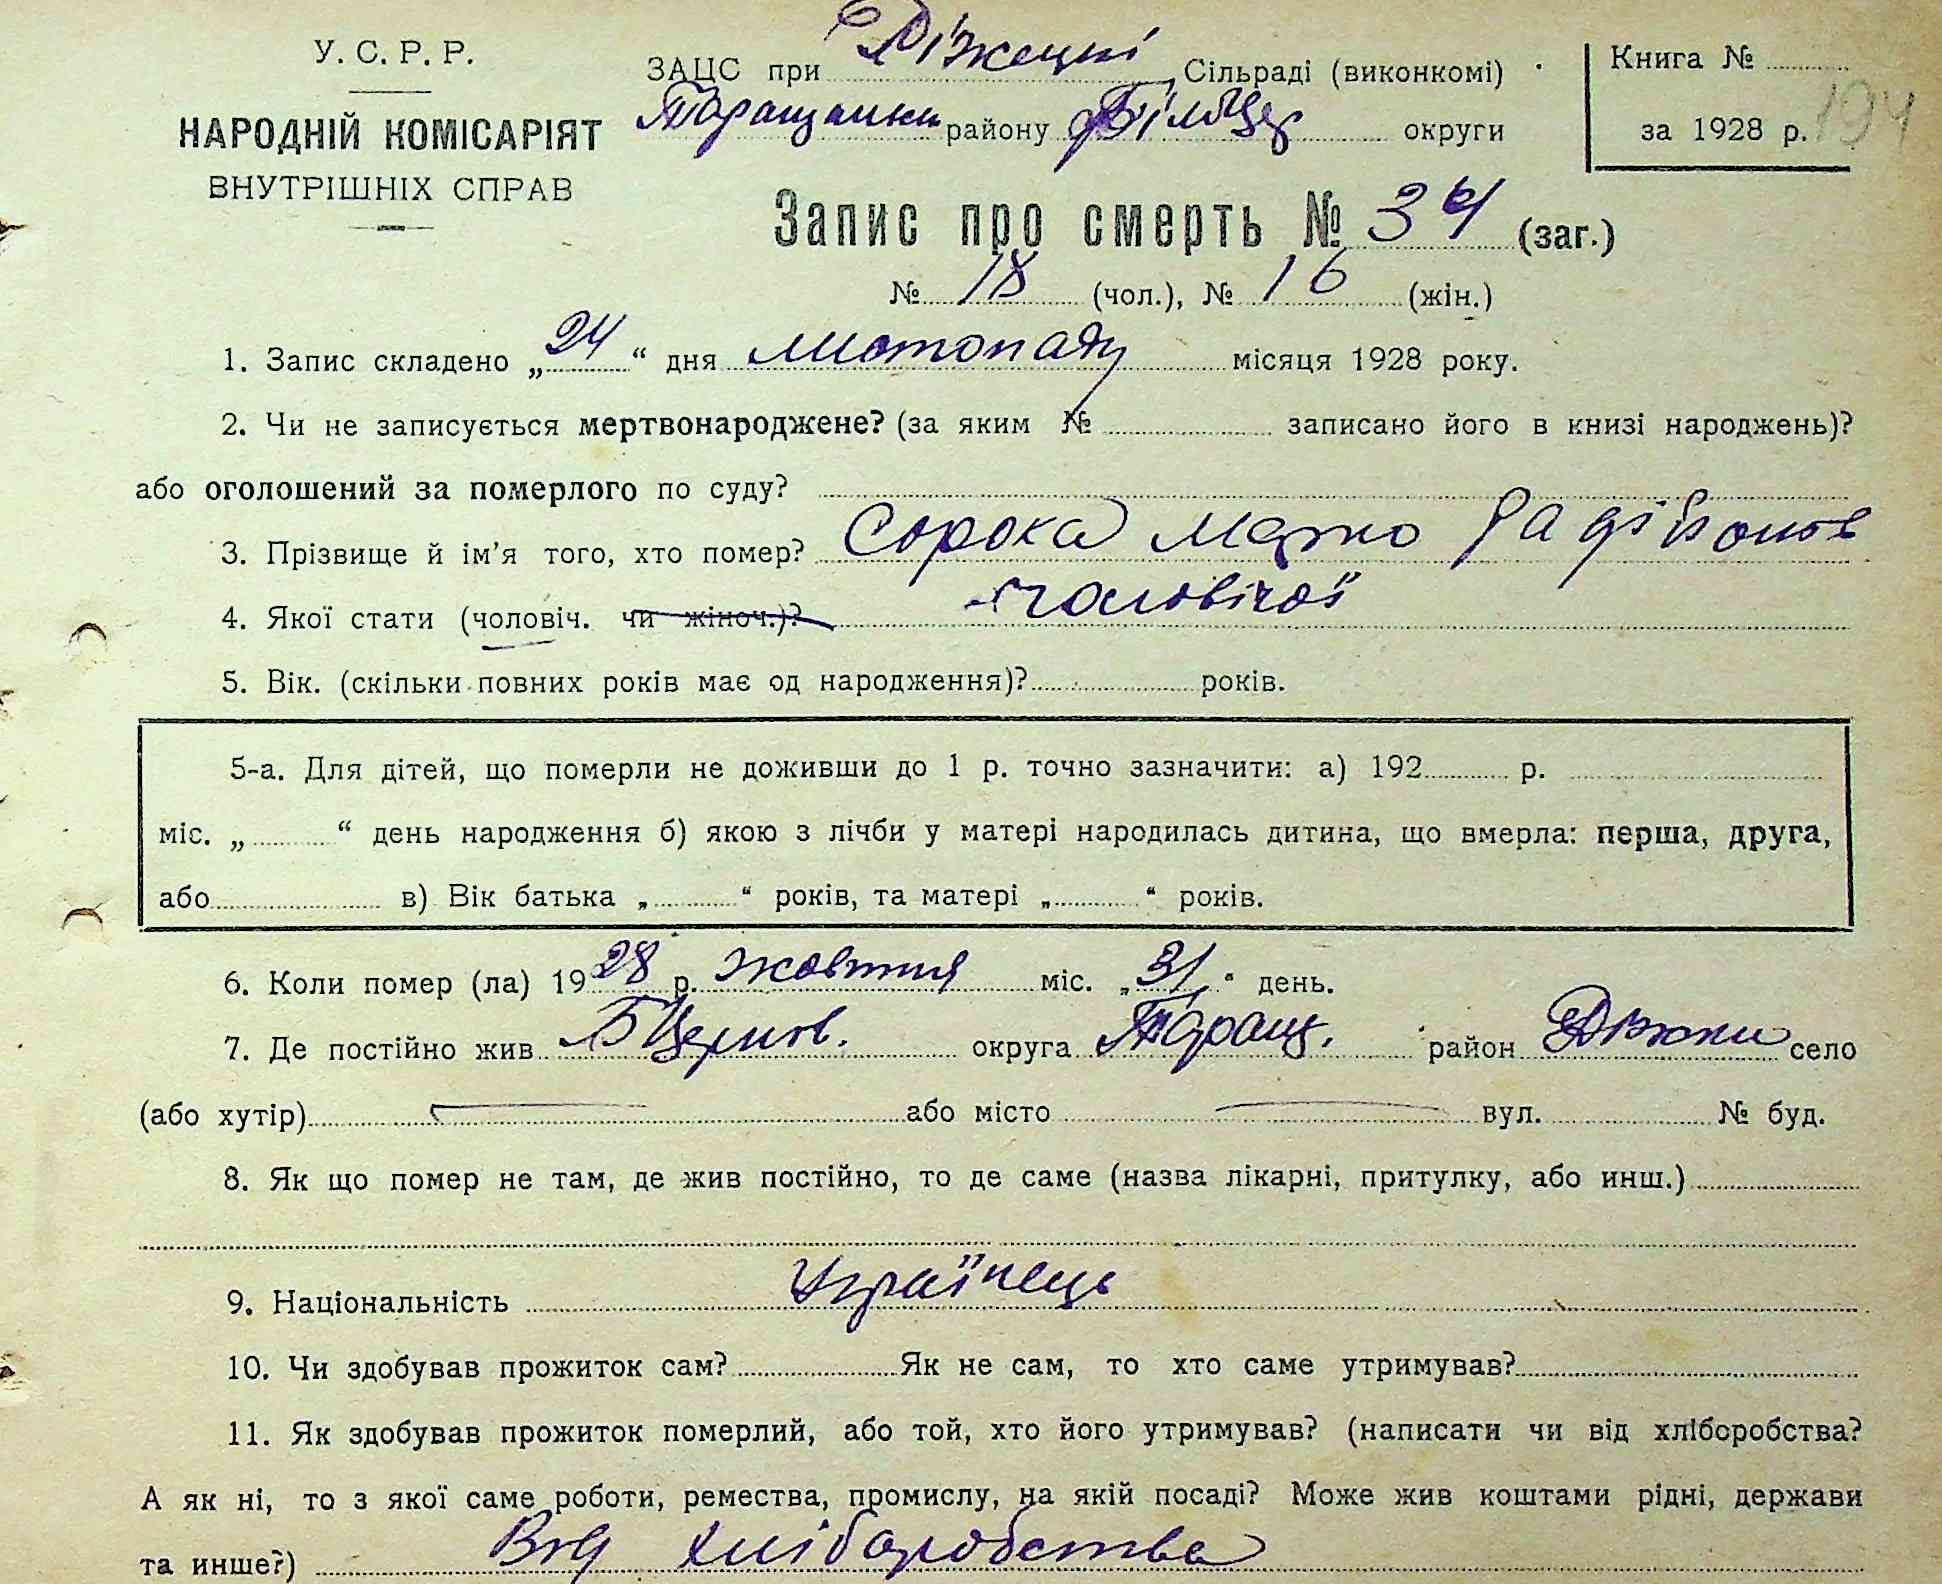 У. С. Р. Р.
НАРОДНІЙ КОМІСАРІЯТ
ВНУТРІШНІХ СПРАВ
ЗАЦС при Діжецкі Сільраді (виконкомі)
Таращанки району Білоцер округи
Книга №
за 1928 р. 194
Запис про смерть № 34 (заг.)
№ 18 (чол.), № 16 (жін.)
1. Запис складено „24“ дня листопаду місяця 1928 року.
2. Чи не записується мертвонароджене? (за яким № записано його в книзі народжень)?
або оголошений за померлого по суду?
3. Прізвище й ім’я того, хто помер? Сорока Марко
4. Якої стати (чоловіч. чи жіноч.)? чоловічої
5. Вік. (скільки повних років має од народження)? років.
5-а. Для дітей, що померли не доживши до 1 р. точно зазначити: а) 192 р.
міс. „ “ день народження б) якою з лічби у матері народилась дитина, що вмерла: перша, друга,
або в) Вік батька „ “ років, та матері „ “ років.
6. Коли помер (ла) 1928 р. жовтня міс. „31“ день.
7. Де постійно жив БЦерков. округа Таращ. район село
(або хутір) або місто вул. № буд.
8. Як що помер не там, де жив постійно, то де саме (назва лікарні, притулку, або инш.)
9. Національність Українець
10. Чи здобував прожиток сам? Як не сам, то хто саме утримував?
11. Як здобував прожиток померлий, або той, хто його утримував? (написати чи від хліборобства?
А як ні, то з якої саме роботи, ремества, промислу, на якій посаді? Може жив коштами рідні, держави
та инше?) Від хліборобства